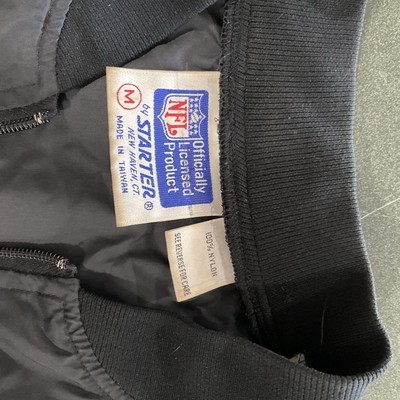 NFL
Officially
Licensed
Product
by
STARTER®
NEW HAVEN, CT.
M
MADE IN TAIWAN
100% NYLON
SEE REVERSE FOR CARE